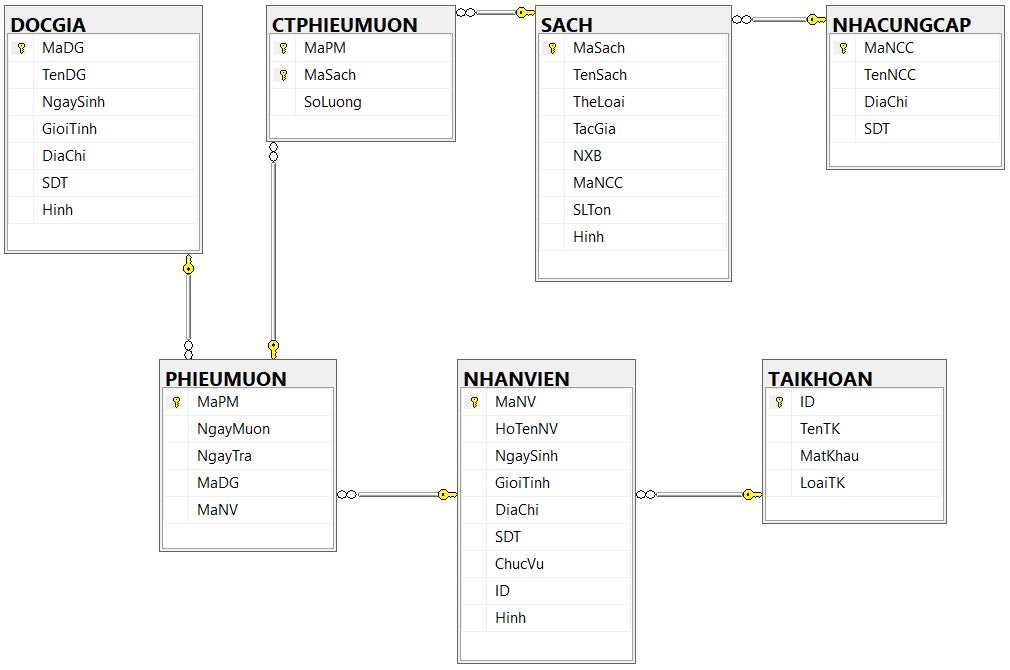 DOCGIA
MaDG
TenDG
NgaySinh
GioiTinh
DiaChi
SDT
Hinh
CTPHIEUMUON
MaPM
MaSach
SoLuong
SACH
MaSach
TenSach
TheLoai
TacGia
NXB
MaNCC
SLTon
Hinh
NHACUNGCAP
MaNCC
TenNCC
DiaChi
SDT
PHIEUMUON
MaPM
NgayMuon
NgayTra
MaDG
MaNV
NHANVIEN
MaNV
HoTenNV
NgaySinh
GioiTinh
DiaChi
SDT
ChucVu
ID
Hinh
TAIKHOAN
ID
TenTK
MatKhau
LoaiTK